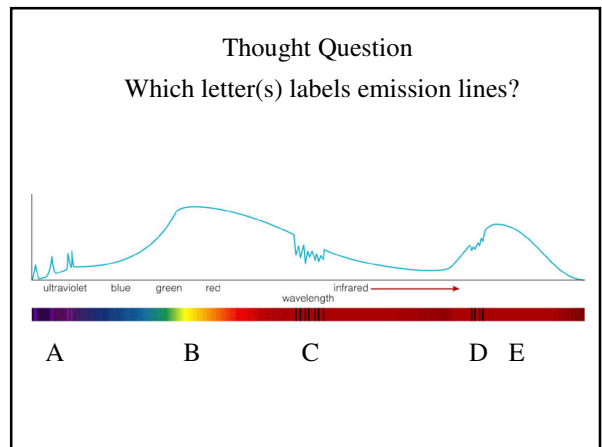 Thought Question
Which letter(s) labels emission lines?
ultraviolet blue green red infrared
wavelength
A B C D E